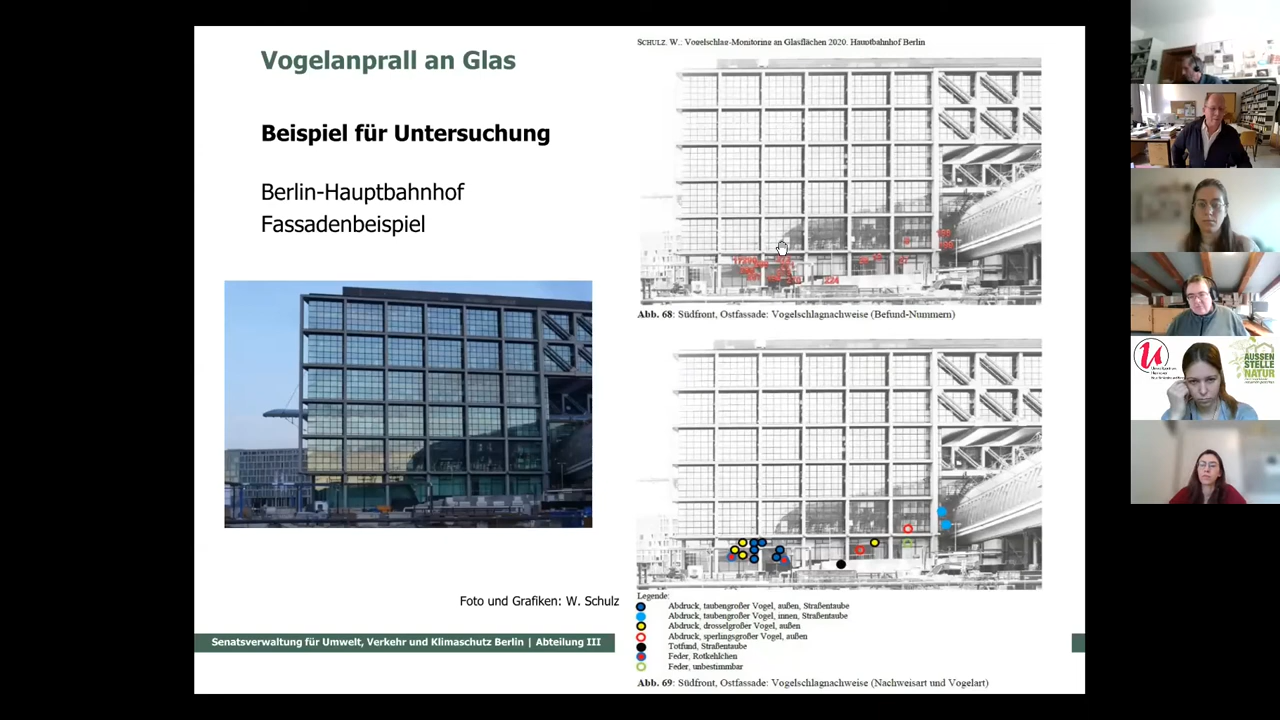 Vogelanprall an Glas
Beispiel für Untersuchung
Berlin-Hauptbahnhof
Fassadenbeispiel
Foto und Grafiken: W. Schulz
Senatsverwaltung für Umwelt, Verkehr und Klimaschutz Berlin | Abteilung III
SCHULZ, W.: Vogelschlag-Monitoring an Glasflächen 2020. Hauptbahnhof Berlin
224
Abb. 68: Südfront, Ostfassade: Vogelschlagnachweise (Befund-Nummern)
Legende:
Abdruck, taubengroßer Vogel, außen, Straßentaube
Abdruck, taubengroßer Vogel, innen, Straßentaube
Abdruck, drosselgroßer Vogel, außen
Abdruck, sperlingsgroßer Vogel, außen
Totfund, Straßentaube
Feder, Rotkehlchen
Feder, unbestimmbar
Abb. 69: Südfront, Ostfassade: Vogelschlagnachweise (Nachweisart und Vogelart)
u
AUSSEN
STELLE
NATUR